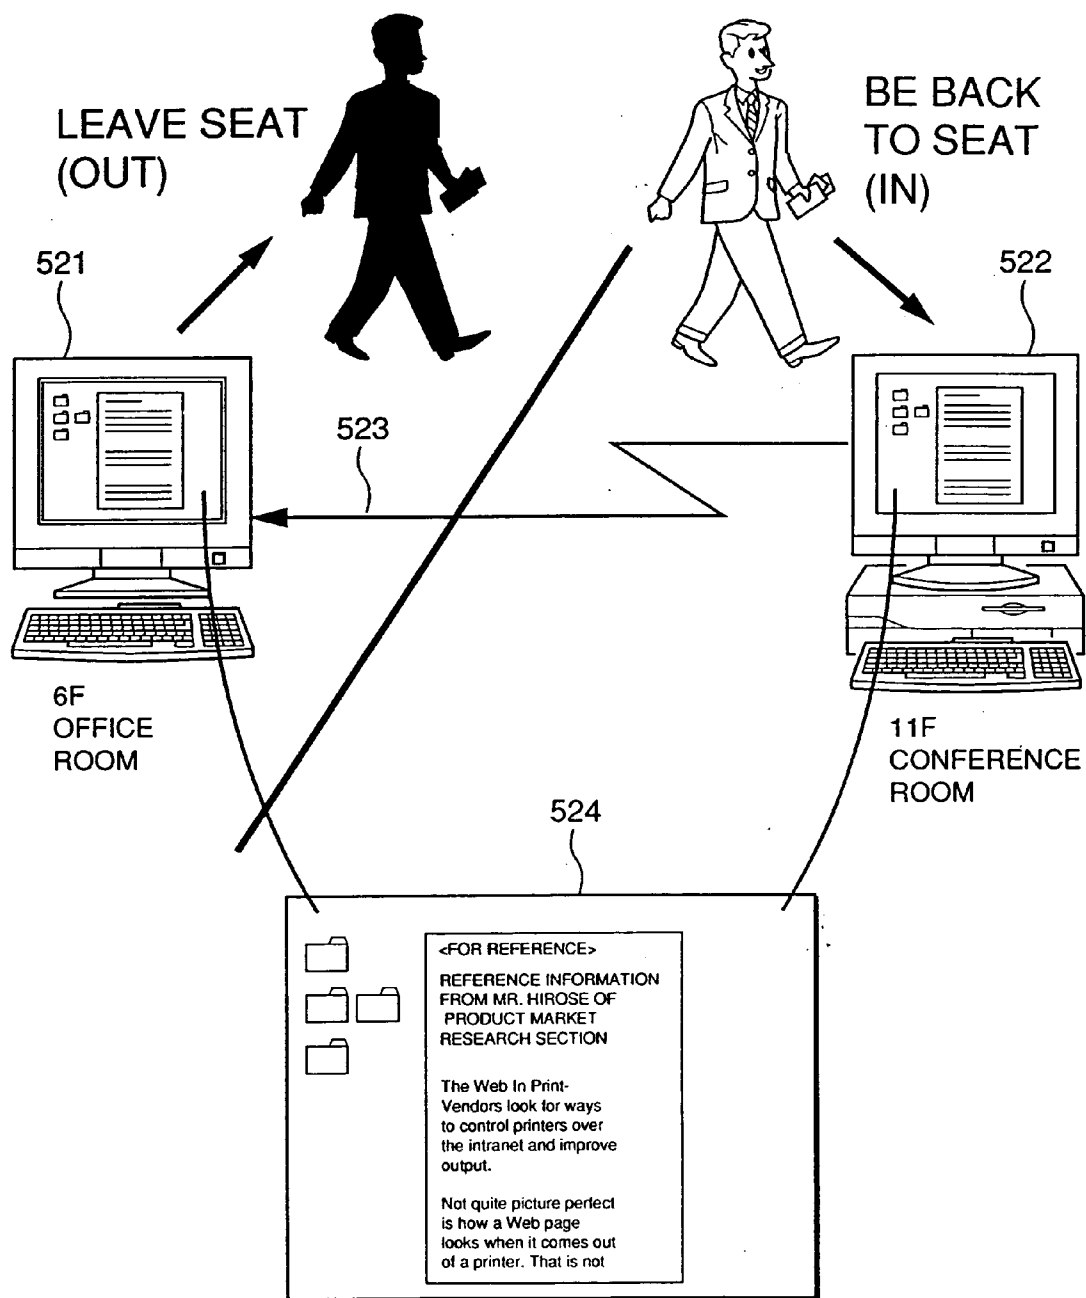 LEAVE SEAT
(OUT)
BE BACK
TO SEAT
(IN)
521
522
523
6F
OFFICE
ROOM
11F
CONFERENCE
ROOM
524
<FOR REFERENCE>
REFERENCE INFORMATION
FROM MR. HIROSE OF
PRODUCT MARKET
RESEARCH SECTION
The Web In Print-
Vendors look for ways
to control printers over
the intranet and improve
output.
Not quite picture perfect
is how a Web page
looks when it comes out
of a printer. That is not